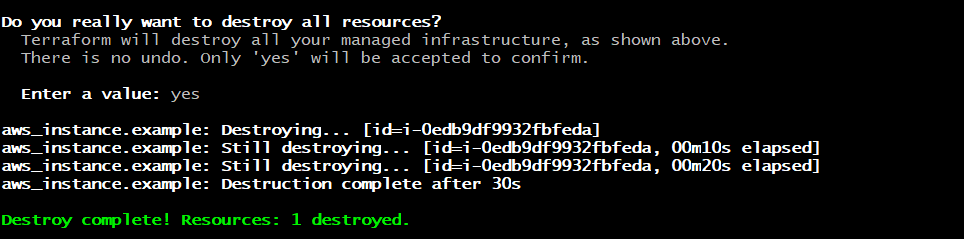 Do you really want to destroy all resources?
Terraform will destroy all your managed infrastructure, as shown above.
There is no undo. Only 'yes' will be accepted to confirm.
Enter a value: yes
aws_instance.example: Destroying... [id=i-0edb9df9932fbfeda]
aws_instance.example: Still destroying... [id=i-0edb9df9932fbfeda, 00m10s elapsed]
aws_instance.example: Still destroying... [id=i-0edb9df9932fbfeda, 00m20s elapsed]
aws_instance.example: Destruction complete after 30s
Destroy complete! Resources: 1 destroyed.